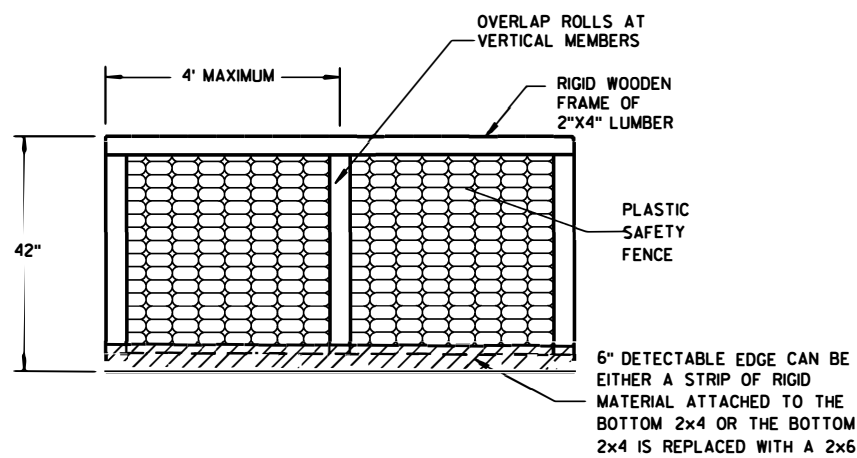 OVERLAP ROLLS AT
VERTICAL MEMBERS
4' MAXIMUM
RIGID WOODEN
FRAME OF
2"X4" LUMBER
42"
PLASTIC
SAFETY
FENCE
6" DETECTABLE EDGE CAN BE
EITHER A STRIP OF RIGID
MATERIAL ATTACHED TO THE
BOTTOM 2x4 OR THE BOTTOM
2x4 IS REPLACED WITH A 2x6